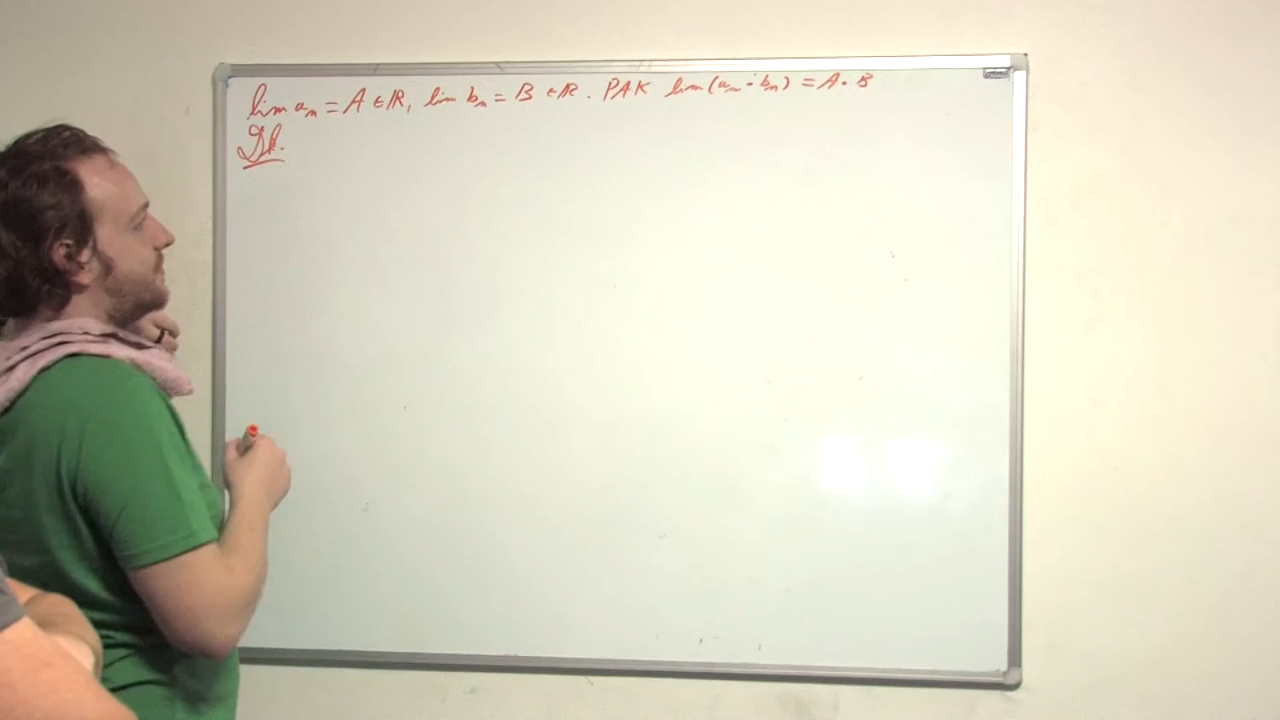 lim aₙ = A ∈ ℝ, lim bₙ = B ∈ ℝ. PAK lim (aₙ · bₙ) = A · B
Dk.